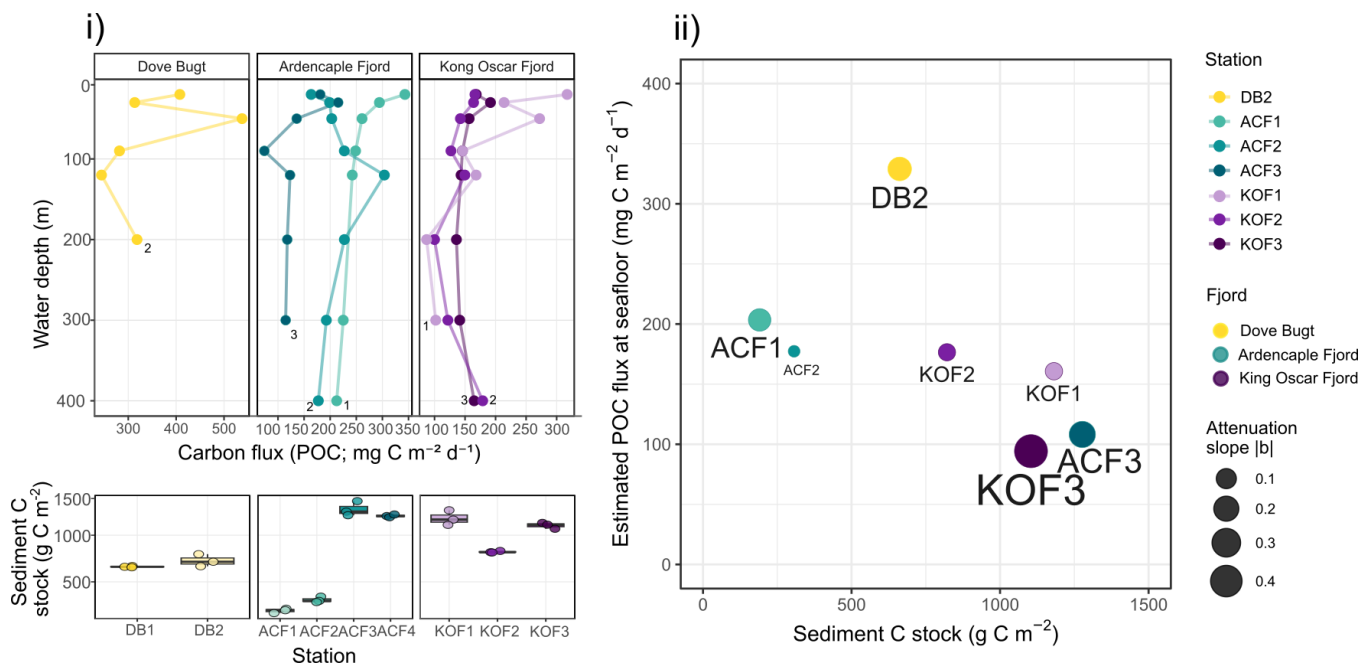 i)
Dove Bugt
Ardencaple Fjord
Kong Oscar Fjord
Water depth (m)
0
100
200
300
400
2
3
2
1
1
3
2
300
400
500
100
150
200
250
300
350
100
150
200
250
300
Carbon flux (POC; mg C m⁻² d⁻¹)
Sediment C
stock (g C m⁻²)
1500
1000
500
DB1
DB2
ACF1
ACF2
ACF3
ACF4
KOF1
KOF2
KOF3
Station
ii)
Estimated POC flux at seafloor (mg C m⁻² d⁻¹)
400
300
200
100
0
DB2
ACF1
ACF2
KOF2
KOF1
ACF3
KOF3
0
500
1000
1500
Sediment C stock (g C m⁻²)
Station
DB2
ACF1
ACF2
ACF3
KOF1
KOF2
KOF3
Fjord
Dove Bugt
Ardencaple Fjord
King Oscar Fjord
Attenuation
slope |b|
0.1
0.2
0.3
0.4